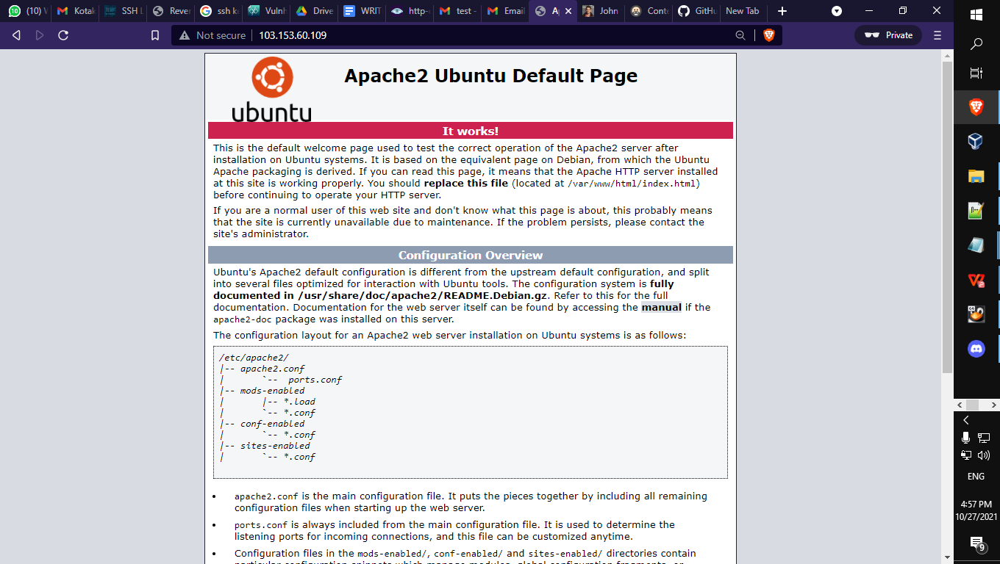 (10) W
Kotak
SSH L
Rever
ssh k
Vulnh
Drive
WRIT
http-
test -
Email
Ap
John
Conte
GitHu
New Tab
Not secure
103.153.60.109
Private
ubuntu
Apache2 Ubuntu Default Page
It works!
This is the default welcome page used to test the correct operation of the Apache2 server after
installation on Ubuntu systems. It is based on the equivalent page on Debian, from which the Ubuntu
Apache packaging is derived. If you can read this page, it means that the Apache HTTP server installed
at this site is working properly. You should replace this file (located at /var/www/html/index.html)
before continuing to operate your HTTP server.
If you are a normal user of this web site and don't know what this page is about, this probably means
that the site is currently unavailable due to maintenance. If the problem persists, please contact the
site's administrator.
Configuration Overview
Ubuntu's Apache2 default configuration is different from the upstream default configuration, and split
into several files optimized for interaction with Ubuntu tools. The configuration system is fully
documented in /usr/share/doc/apache2/README.Debian.gz. Refer to this for the full
documentation. Documentation for the web server itself can be found by accessing the manual if the
apache2-doc package was installed on this server.
The configuration layout for an Apache2 web server installation on Ubuntu systems is as follows:
/etc/apache2/
|-- apache2.conf
|       `--  ports.conf
|-- mods-enabled
|       |-- *.load
|       `-- *.conf
|-- conf-enabled
|       `-- *.conf
|-- sites-enabled
|       `-- *.conf
• apache2.conf is the main configuration file. It puts the pieces together by including all remaining
configuration files when starting up the web server.
• ports.conf is always included from the main configuration file. It is used to determine the
listening ports for incoming connections, and this file can be customized anytime.
• Configuration files in the mods-enabled/, conf-enabled/ and sites-enabled/ directories contain
particular configuration snippets which manage modules, global configuration fragments, or
ENG
4:57 PM
10/27/2021
9